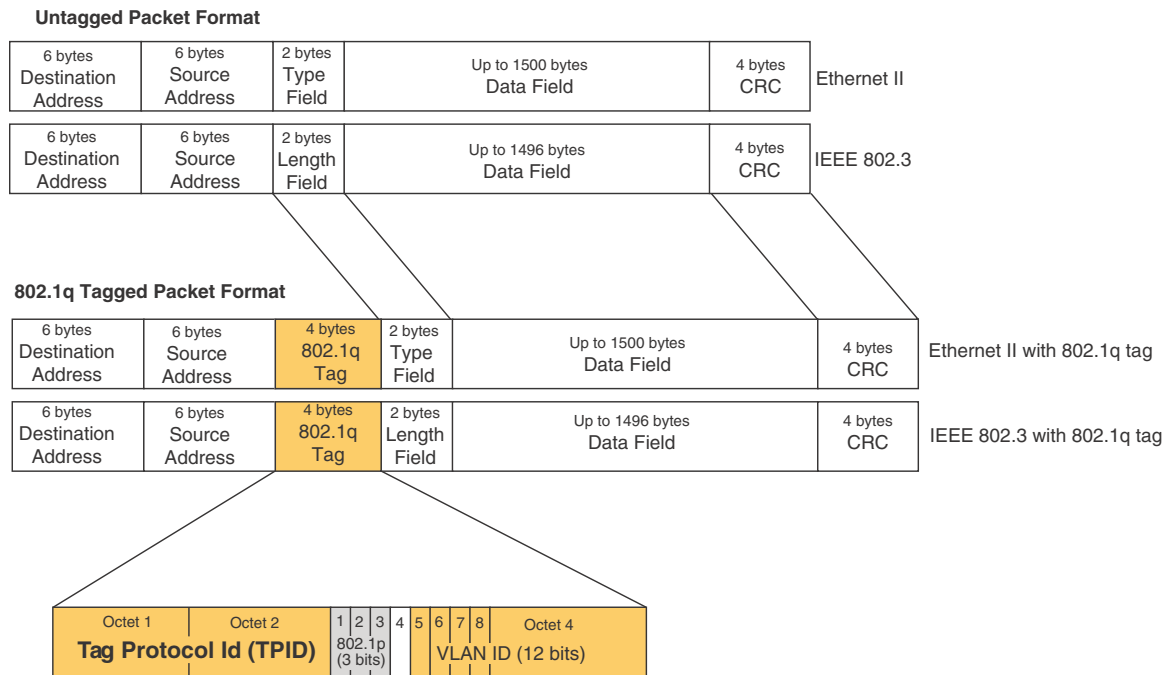 Untagged Packet Format
6 bytes
Destination
Address
6 bytes
Source
Address
2 bytes
Type
Field
Up to 1500 bytes
Data Field
4 bytes
CRC
Ethernet II
6 bytes
Destination
Address
6 bytes
Source
Address
2 bytes
Length
Field
Up to 1496 bytes
Data Field
4 bytes
CRC
IEEE 802.3
802.1q Tagged Packet Format
6 bytes
Destination
Address
6 bytes
Source
Address
4 bytes
802.1q
Tag
2 bytes
Type
Field
Up to 1500 bytes
Data Field
4 bytes
CRC
Ethernet II with 802.1q tag
6 bytes
Destination
Address
6 bytes
Source
Address
4 bytes
802.1q
Tag
2 bytes
Length
Field
Up to 1496 bytes
Data Field
4 bytes
CRC
IEEE 802.3 with 802.1q tag
Octet 1
Octet 2
Tag Protocol Id (TPID)
1 2 3
802.1p
(3 bits)
4
5 6 7 8 Octet 4
VLAN ID (12 bits)